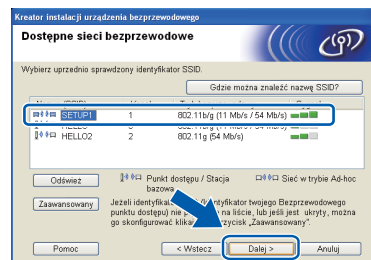 Kreator instalacji urządzenia bezprzewodowego
Dostępne sieci bezprzewodowe
Wybierz uprzednio sprawdzony identyfikator SSID.
Gdzie można znaleźć nazwę SSID?
SETUP1 1 802.11b/g (11 Mb/s / 54 Mb/s)
HELLO2 2 802.11g (54 Mb/s)
Odśwież
Punkt dostępu / Stacja bazowa
Sieć w trybie Ad-hoc
Zaawansowany
Jeżeli identyfikator twojego Bezprzewodowego
punktu dostępu) nie na liście, lub jeśli jest ukryty, można
go skonfigurować "Zaawansowany".
Pomoc
< Wstecz
Dalej >
Anuluj